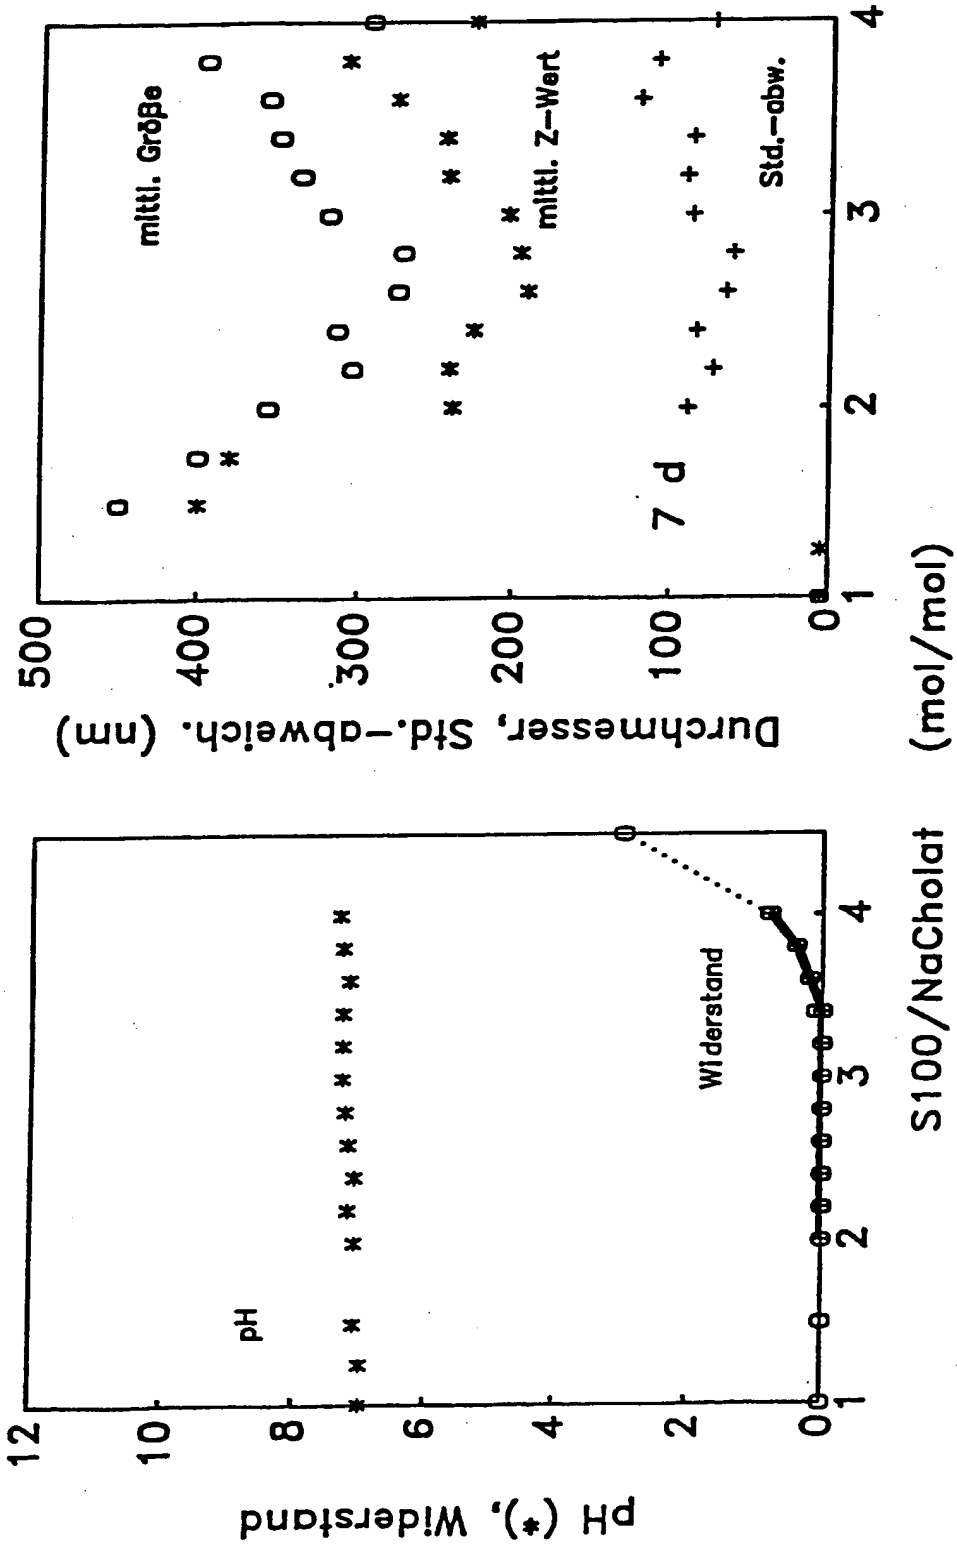 pH (*), Widerstand
12
10
8
6
4
2
0
pH
Widerstand
1
2
3
4
Durchmesser, Std.-abweich. (nm)
500
400
300
200
100
0
mittl. Größe
mittl. Z-Wert
Std.-abw.
7 d
1
2
3
4
S100/NaCholat (mol/mol)